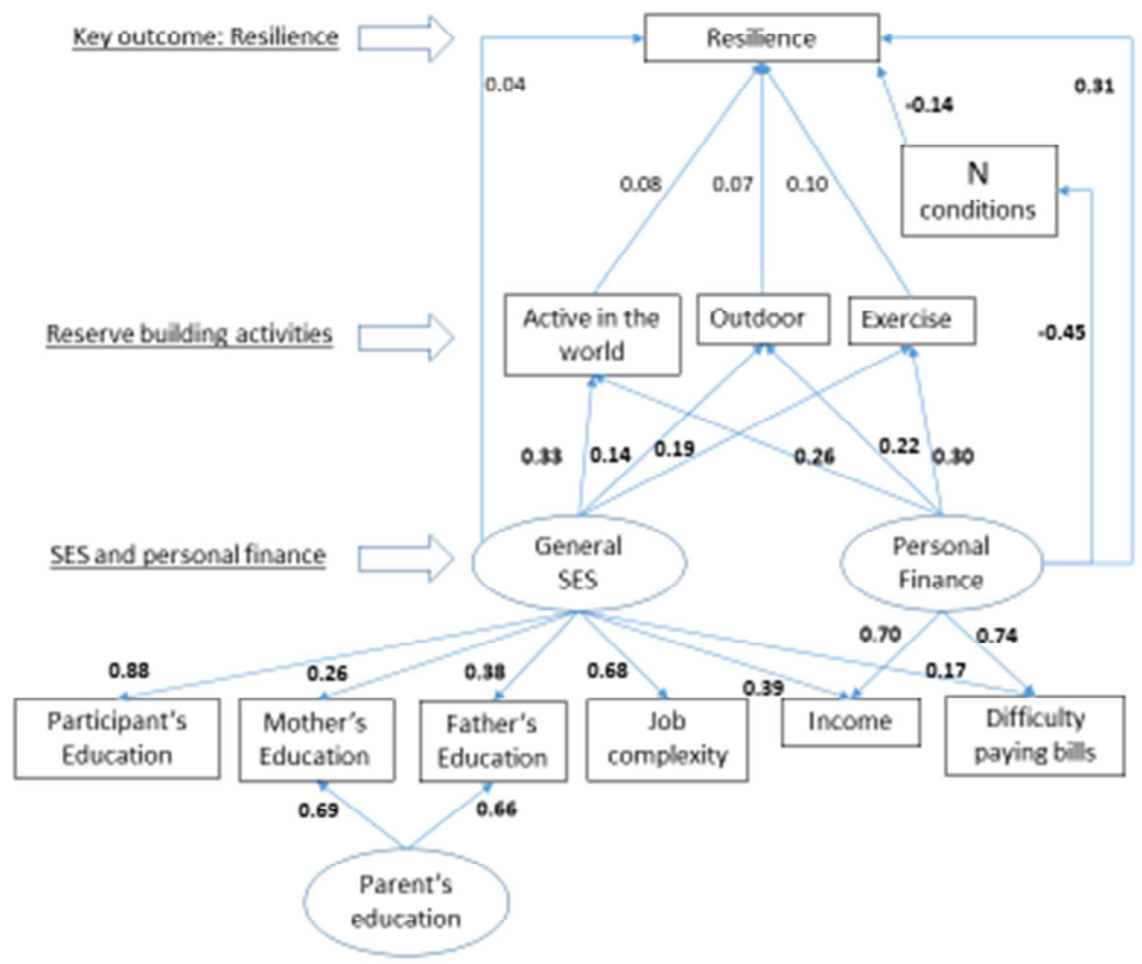 Key outcome: Resilience
Resilience
0.04
0.31
-0.14
N
conditions
0.08
0.07
0.10
Reserve building activities
Active in the
world
Outdoor
Exercise
-0.45
0.33
0.14
0.19
0.26
0.22
0.30
SES and personal finance
General
SES
Personal
Finance
0.88
0.26
0.38
0.68
0.39
0.70
0.74
0.17
Participant's
Education
Mother's
Education
Father's
Education
Job
complexity
Income
Difficulty
paying bills
0.69
0.66
Parent's
education